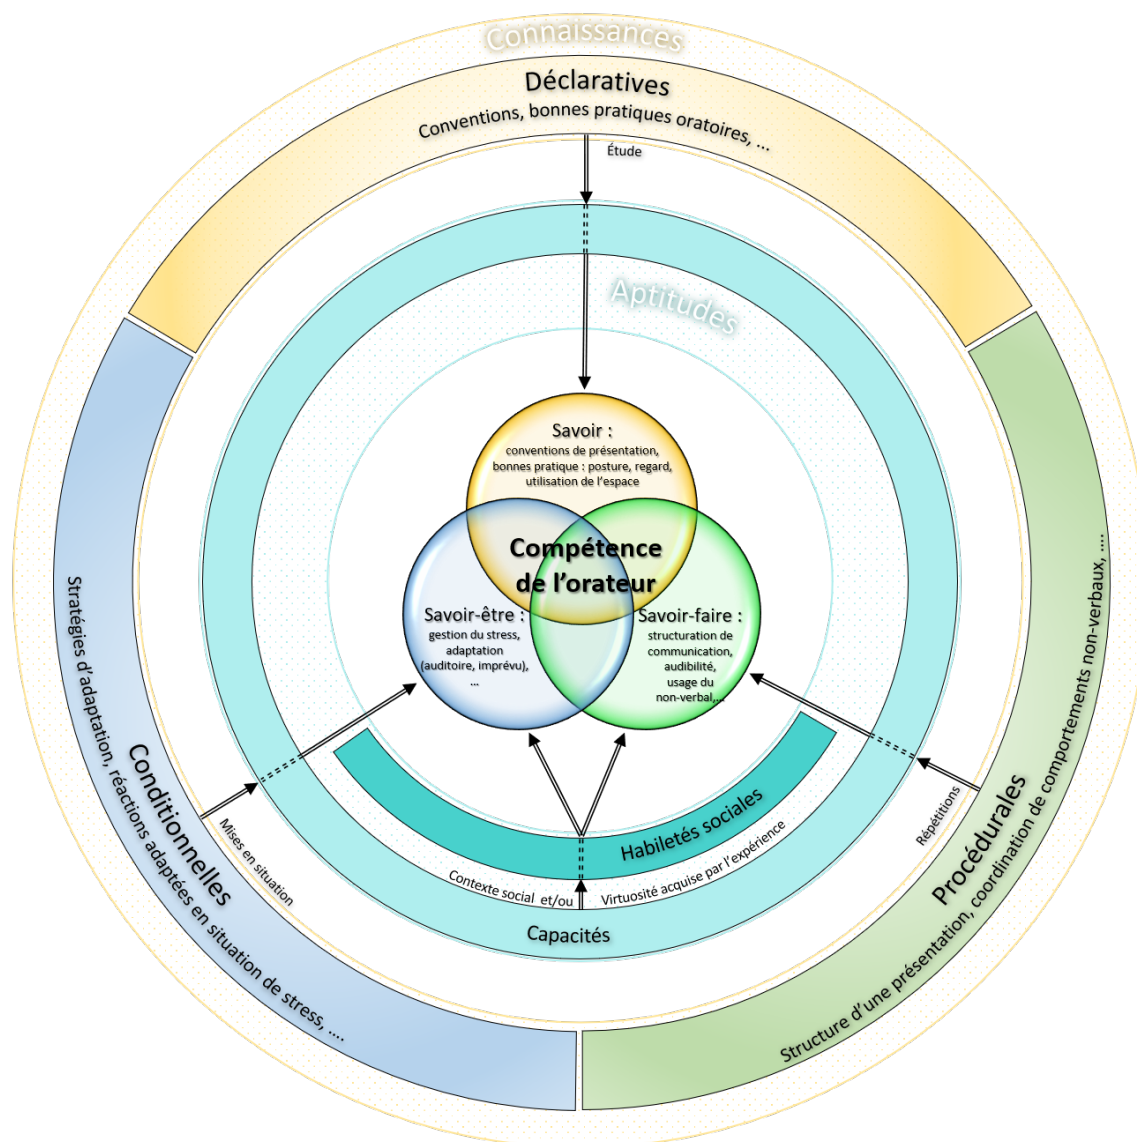 Connaissances
Déclaratives
Conventions, bonnes pratiques oratoires, ...
Étude
Aptitudes
Savoir :
conventions de présentation,
bonnes pratique : posture, regard,
utilisation de l'espace
Compétence
de l'orateur
Savoir-être :
gestion du stress,
adaptation
(auditoire, imprévu),
...
Savoir-faire :
structuration de
communication,
audibilité,
usage du
non-verbal,...
Habiletés sociales
Contexte social et/ou
Virtuosité acquise par l'expérience
Capacités
Mises en situation
Répétitions
Conditionnelles
Stratégies d'adaptation, réactions adaptées en situation de stress, ....
Procédurales
Structure d'une présentation, coordination de comportements non-verbaux, ....